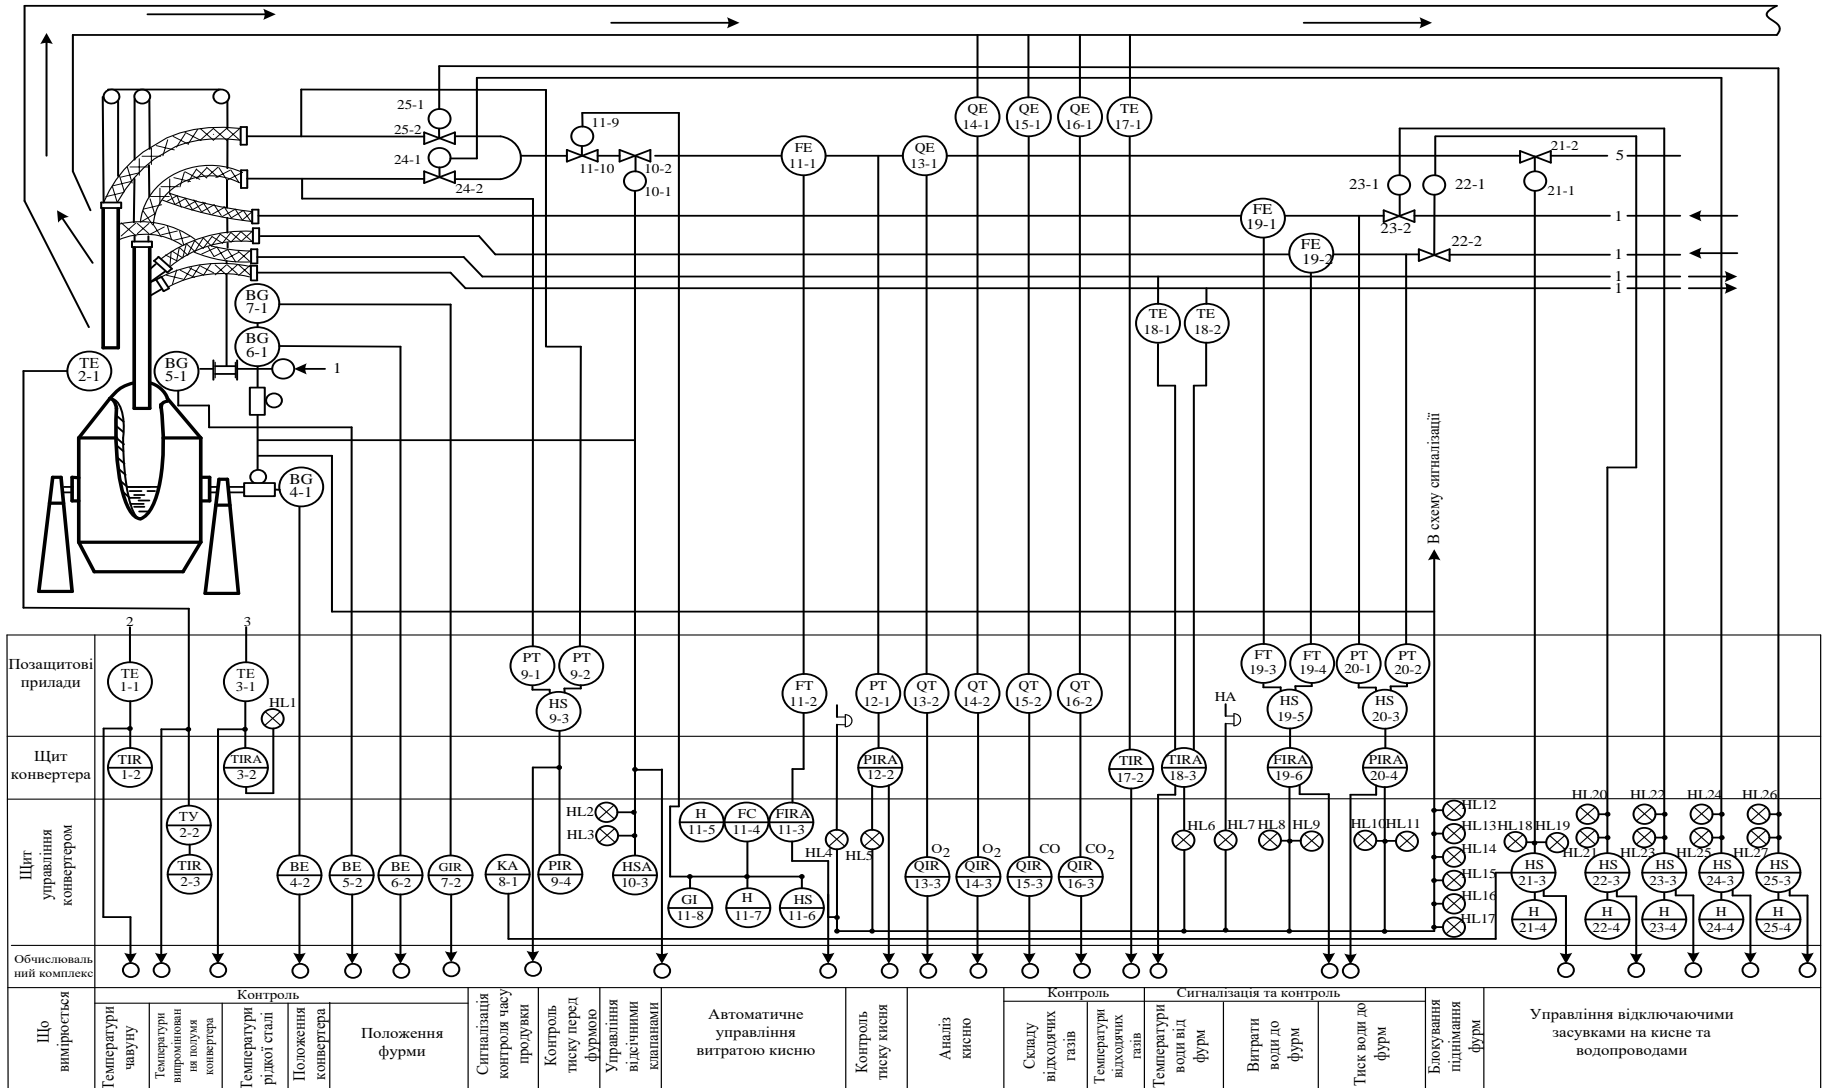 25-1
25-2
24-1
24-2
11-9
11-10
10-2
10-1
FE
11-1
QE
13-1
QE
14-1
QE
15-1
QE
16-1
TE
17-1
21-2
21-1
5
23-1
22-1
23-2
22-2
1
1
1
1
FE
19-1
FE
19-2
TE
18-1
TE
18-2
BG
7-1
BG
6-1
TE
2-1
BG
5-1
1
BG
4-1
В схему сигналізації
2
3
Позащитові
прилади
TE
1-1
TE
3-1
HL1
PT
9-1
PT
9-2
HS
9-3
FT
11-2
PT
12-1
QT
13-2
QT
14-2
QT
15-2
QT
16-2
HA
FT
19-3
FT
19-4
HS
19-5
PT
20-1
PT
20-2
HS
20-3
Щит
конвертера
TIR
1-2
TIRA
3-2
PIRA
12-2
TIR
17-2
TIRA
18-3
FIRA
19-6
PIRA
20-4
Щит
управління
конвертером
ТУ
2-2
TIR
2-3
BE
4-2
BE
5-2
BE
6-2
GIR
7-2
KA
8-1
PIR
9-4
HL2
HL3
HSA
10-3
H
11-5
FC
11-4
FIRA
11-3
GI
11-8
H
11-7
HS
11-6
HL4
HL5
O2
QIR
13-3
O2
QIR
14-3
CO
QIR
15-3
CO2
QIR
16-3
HL6
HL7
HL8
HL9
HL10
HL11
HL12
HL13
HL14
HL15
HL16
HL17
HL18
HL19
HL20
HL21
HL22
HL23
HL24
HL25
HL26
HL27
HS
21-3
HS
22-3
HS
23-3
HS
24-3
HS
25-3
H
21-4
H
22-4
H
23-4
H
24-4
H
25-4
Обчислюваль
ний комплекс
Що
вимірюється
Контроль
Температури
чавуну
Температури
випромінюван
ня полумя
конвертера
Температури
рідкої сталі
Положення
конвертера
Положення
фурми
Сигналізація
контроля часу
продувки
Контроль
тиску перед
фурмою
Управління
відсічними
клапанами
Автоматичне
управління
витратою кисню
Контроль
тиску кисня
Аналіз
кисню
Контроль
Складу
відходячих
газів
Температури
відходячих
газів
Сигналізація та контроль
Температури
води від
фурм
Витрати
води до
фурм
Тиск води до
фурм
Блокування
піднімання
фурм
Управління відключаючими
засувками на кисне та
водопроводами